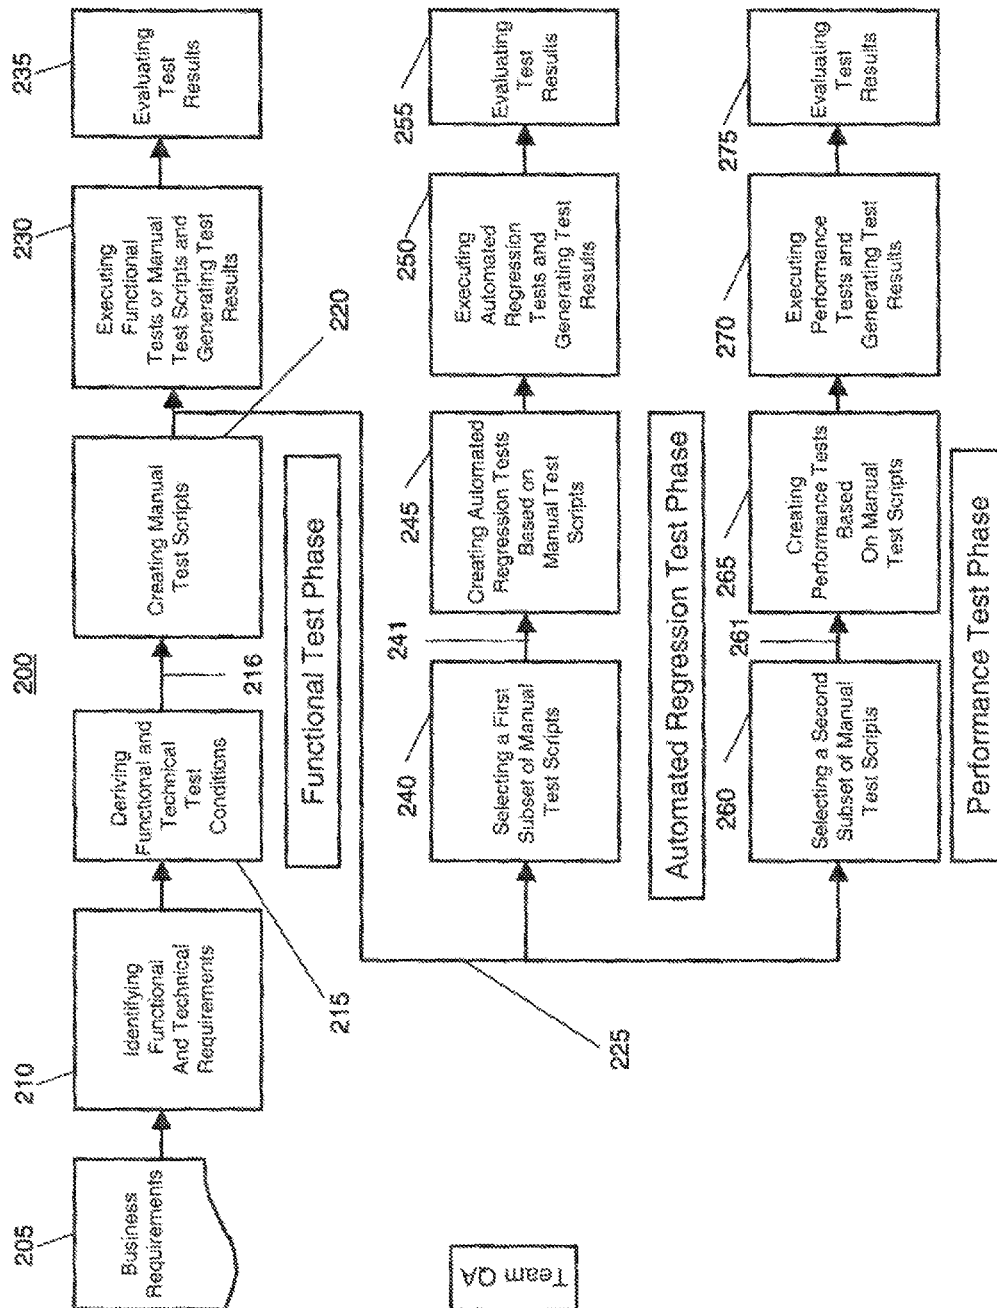 200
205
Business
Requirements
210
Identifying
Functional
And Technical
Requirements
215
Deriving
Functional and
Technical
Test
Conditions
216
Creating Manual
Test Scripts
220
230
Executing
Functional
Tests or Manual
Test Scripts and
Generating Test
Results
235
Evaluating
Test
Results
Functional Test Phase
225
240
Selecting a First
Subset of Manual
Test Scripts
241
245
Creating Automated
Regression Tests
Based on
Manual Test
Scripts
250
Executing
Automated
Regression
Tests and
Generating Test
Results
255
Evaluating
Test
Results
Automated Regression Test Phase
260
Selecting a Second
Subset of Manual
Test Scripts
261
265
Creating
Performance Tests
Based
On Manual
Test Scripts
270
Executing
Performance
Tests and
Generating Test
Results
275
Evaluating
Test
Results
Performance Test Phase
Team QA